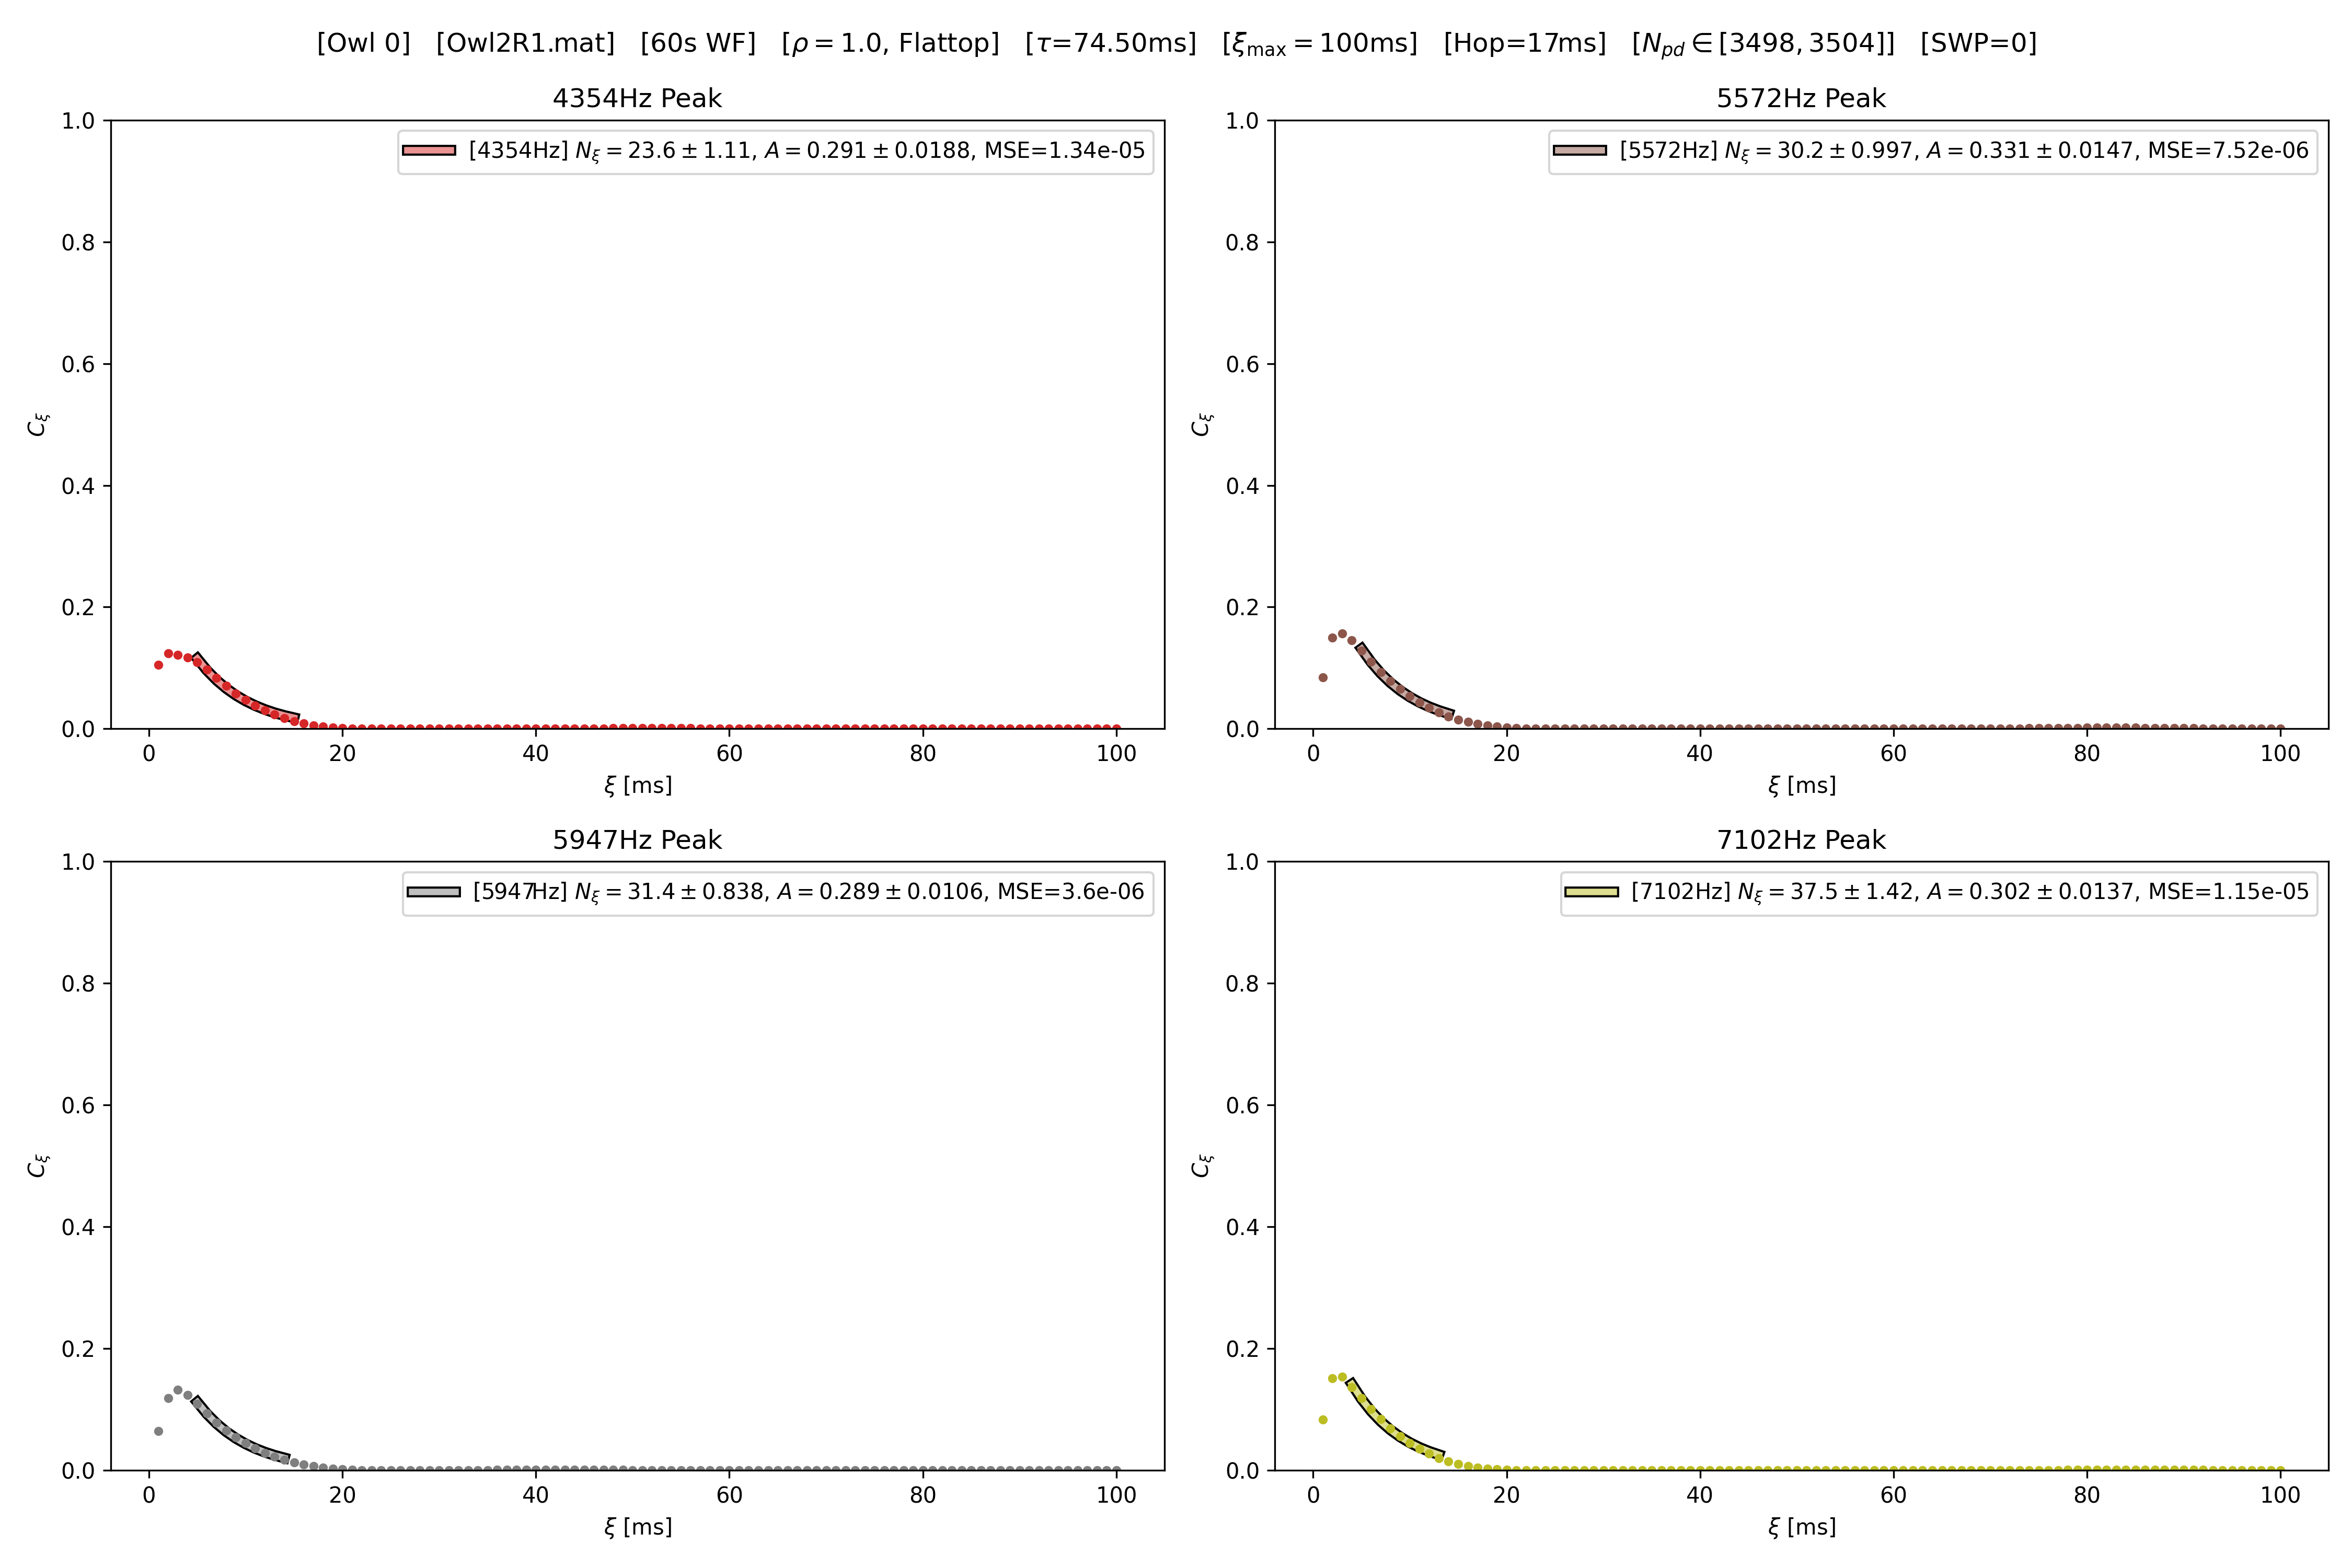 [Owl 0] [Owl2R1.mat] [60s WF] [ρ = 1.0, Flattop] [τ=74.50ms] [ξmax = 100ms] [Hop=17ms] [Npd ∈ [3498, 3504]] [SWP=0]
4354Hz Peak
1.0
0.8
0.6
0.4
0.2
0.0
Cξ
[4354Hz] Nξ = 23.6 ± 1.11, A = 0.291 ± 0.0188, MSE=1.34e-05
0 20 40 60 80 100
ξ [ms]
5572Hz Peak
1.0
0.8
0.6
0.4
0.2
0.0
Cξ
[5572Hz] Nξ = 30.2 ± 0.997, A = 0.331 ± 0.0147, MSE=7.52e-06
0 20 40 60 80 100
ξ [ms]
5947Hz Peak
1.0
0.8
0.6
0.4
0.2
0.0
Cξ
[5947Hz] Nξ = 31.4 ± 0.838, A = 0.289 ± 0.0106, MSE=3.6e-06
0 20 40 60 80 100
ξ [ms]
7102Hz Peak
1.0
0.8
0.6
0.4
0.2
0.0
Cξ
[7102Hz] Nξ = 37.5 ± 1.42, A = 0.302 ± 0.0137, MSE=1.15e-05
0 20 40 60 80 100
ξ [ms]